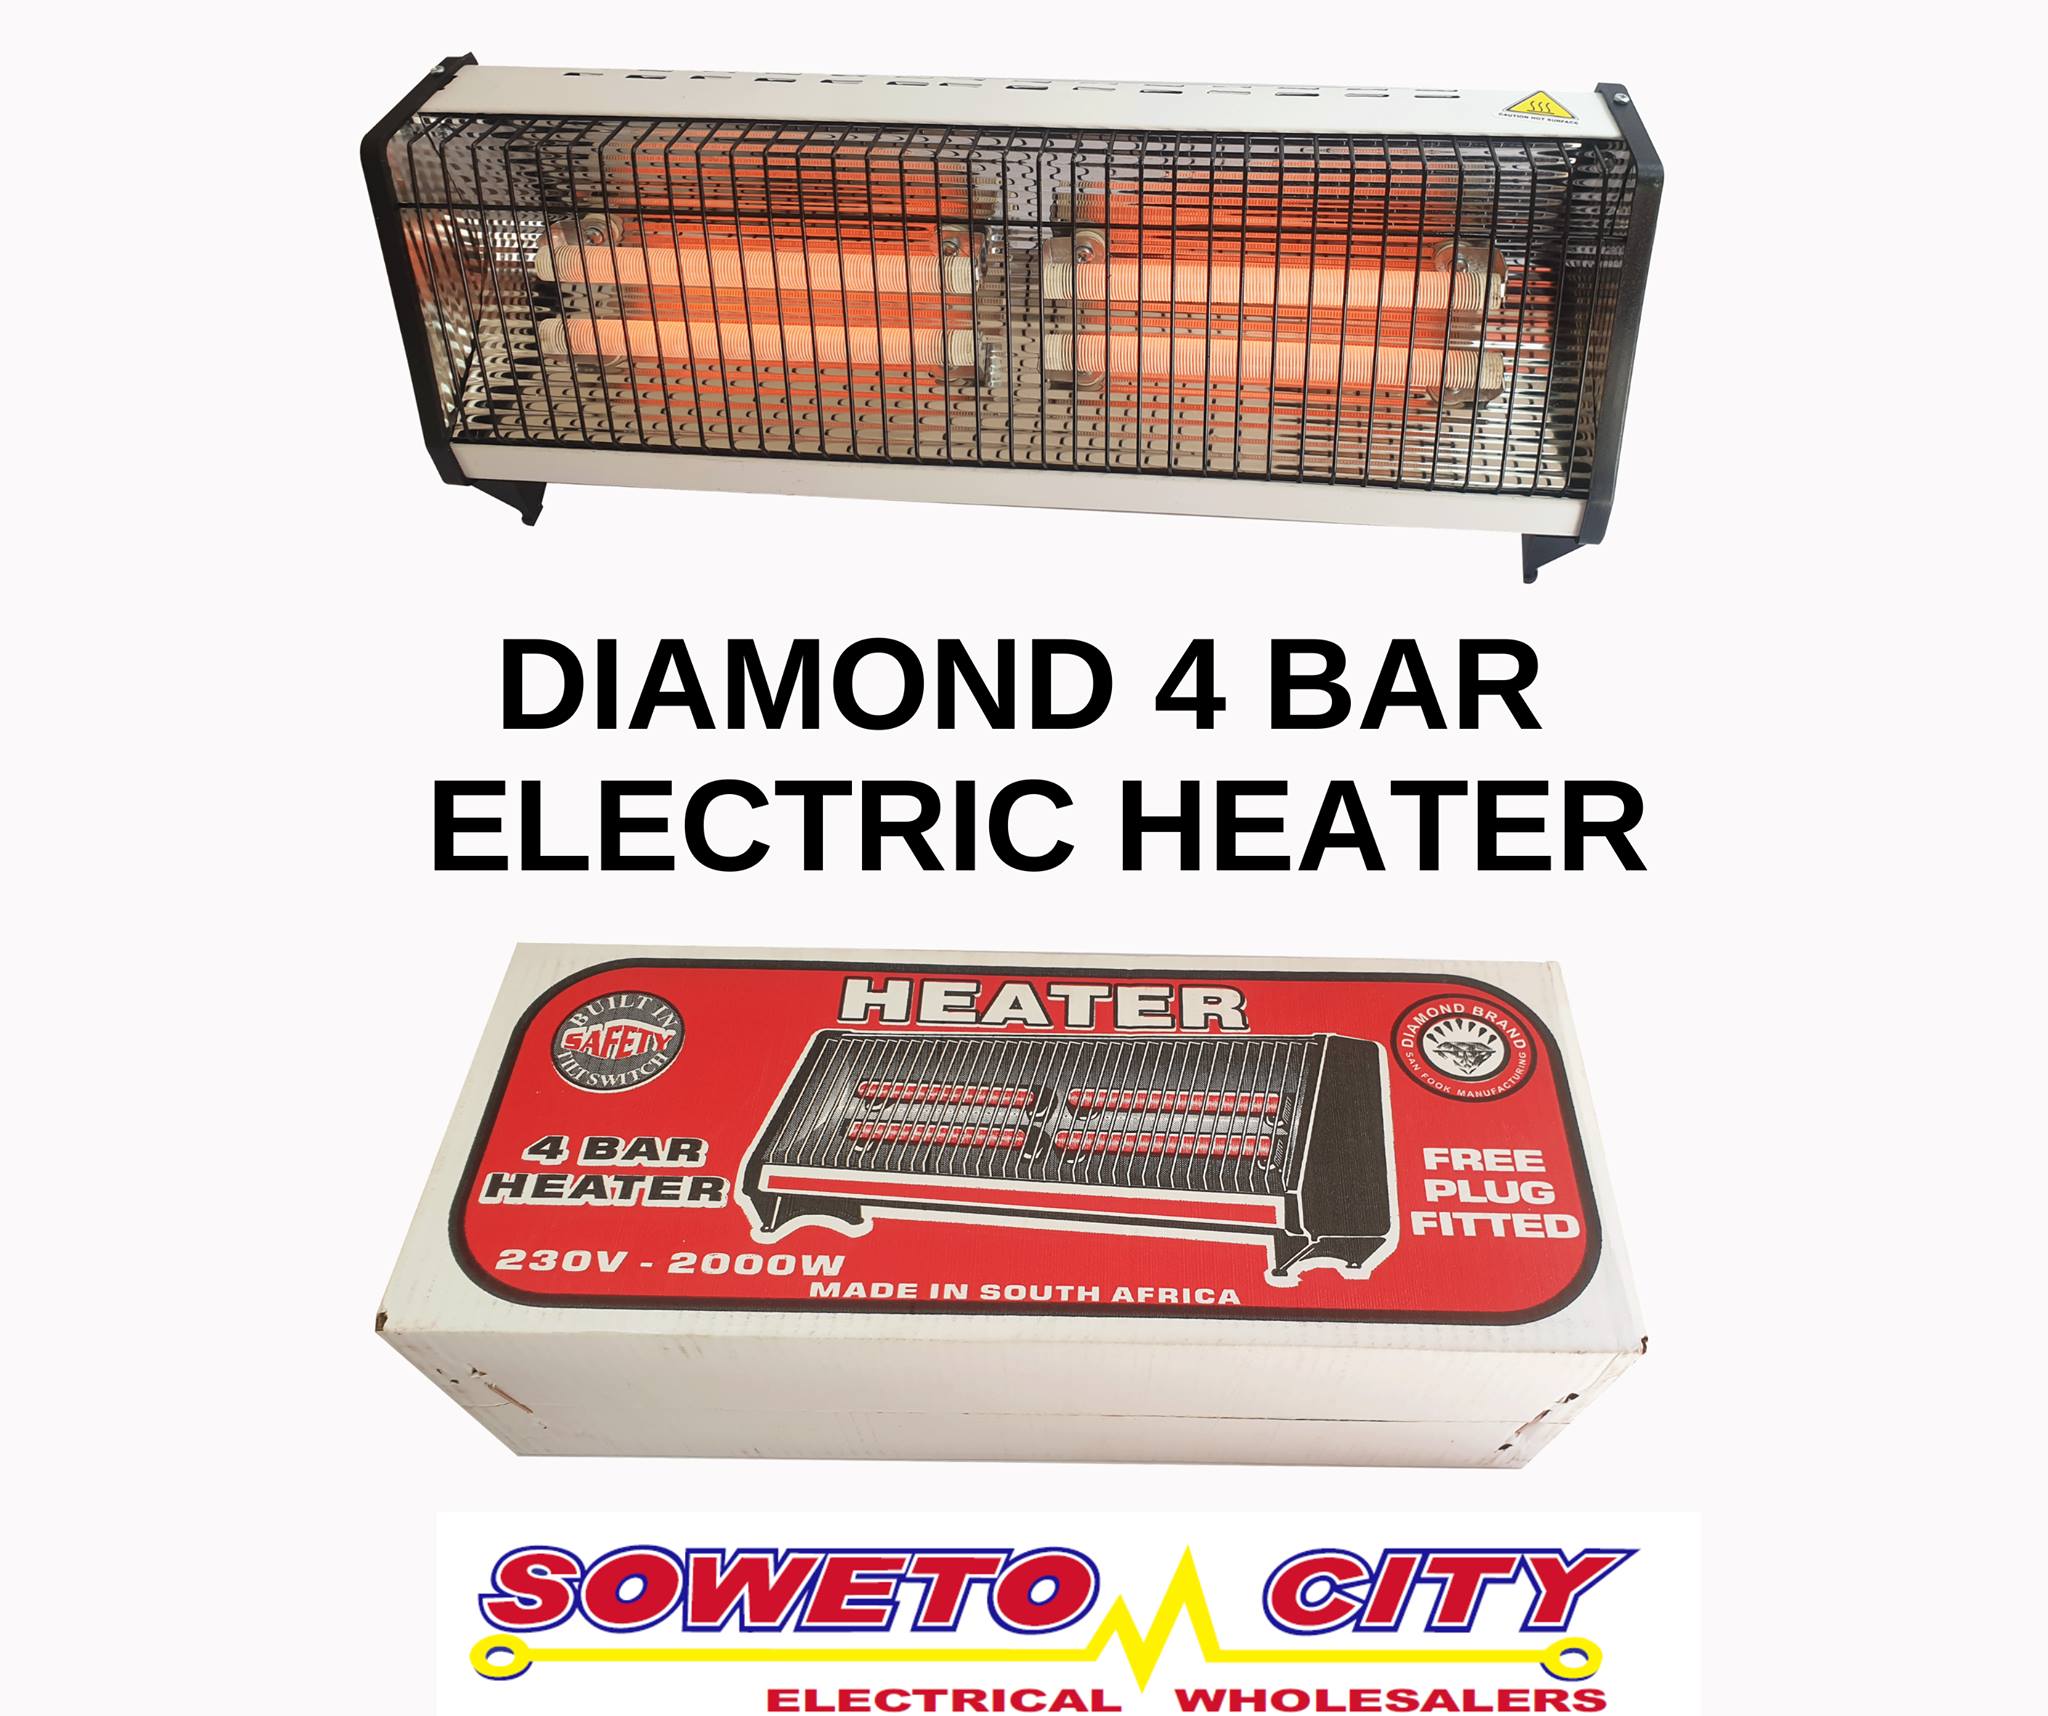 CAUTION HOT SURFACE
DIAMOND 4 BAR
ELECTRIC HEATER
HEATER
BUILT IN
SAFETY
TILT SWITCH
DIAMOND BRAND
SAN FOOK MANUFACTURING
4 BAR
HEATER
FREE
PLUG
FITTED
230V - 2000W
MADE IN SOUTH AFRICA
SOWETO CITY
ELECTRICAL WHOLESALERS